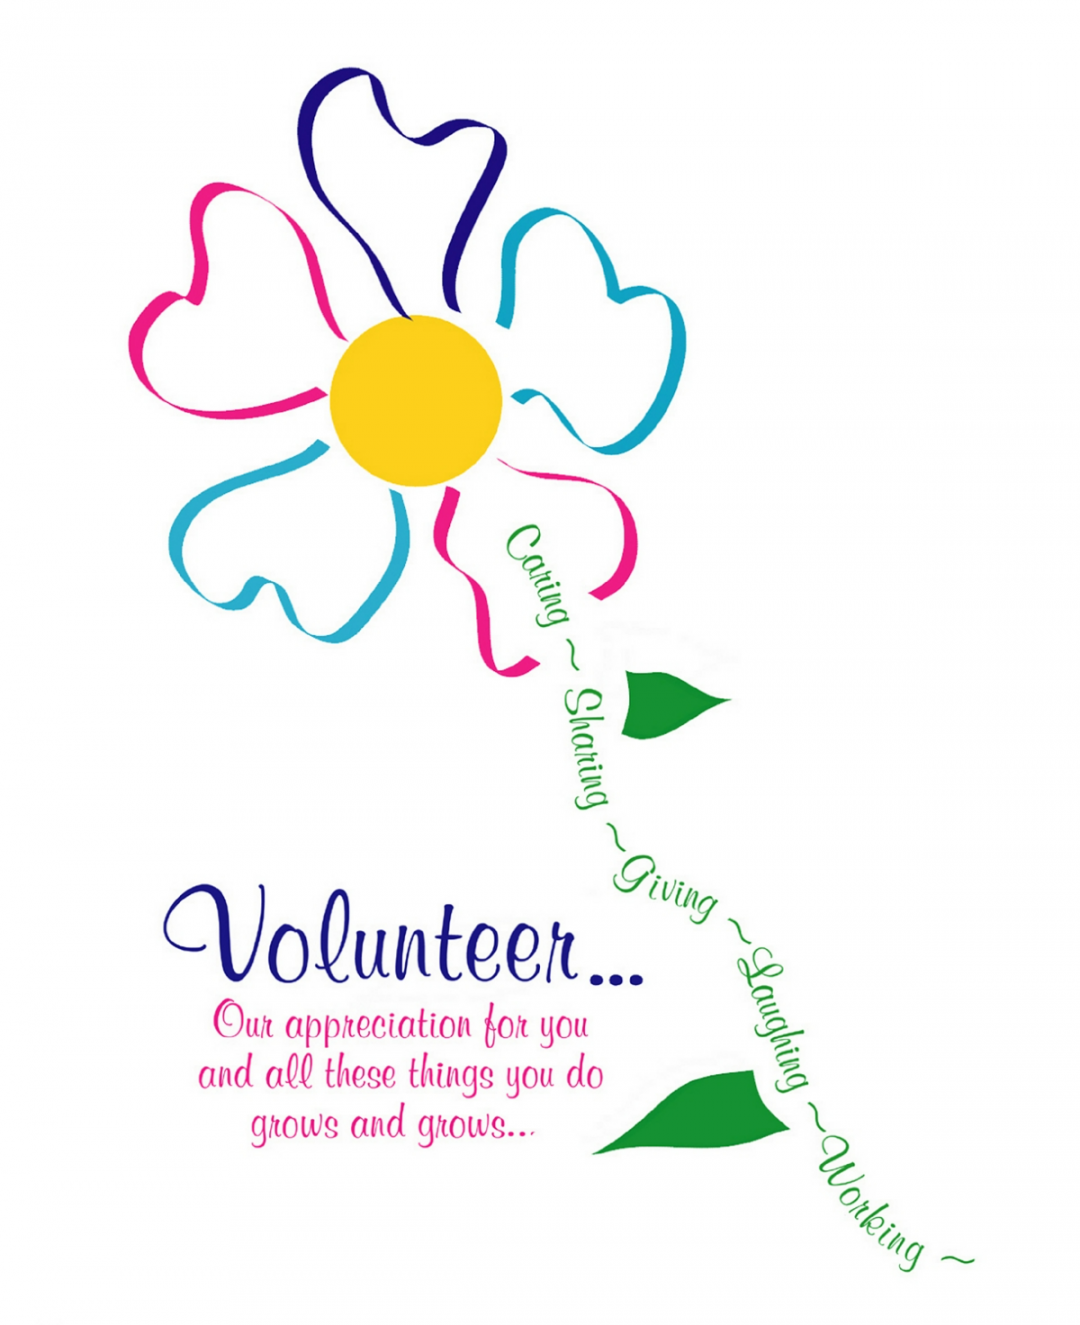 Caring ~ Sharing ~ Giving ~ Laughing ~ Working ~
Volunteer...
Our appreciation for you
and all these things you do
grows and grows...